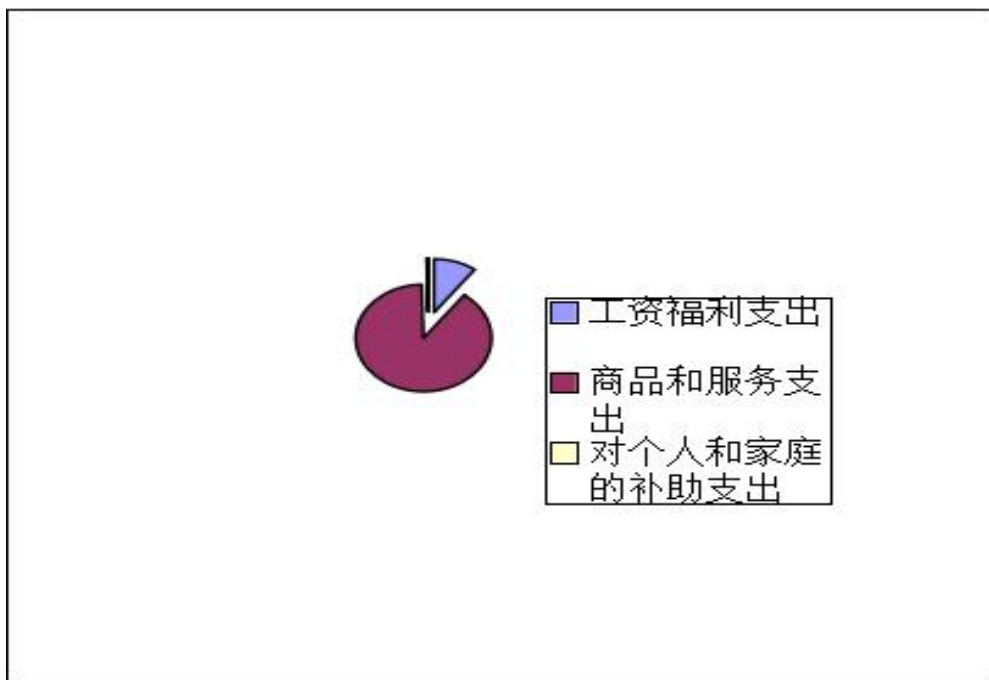 工资福利支出
商品和服务支
出
对个人和家庭
的补助支出